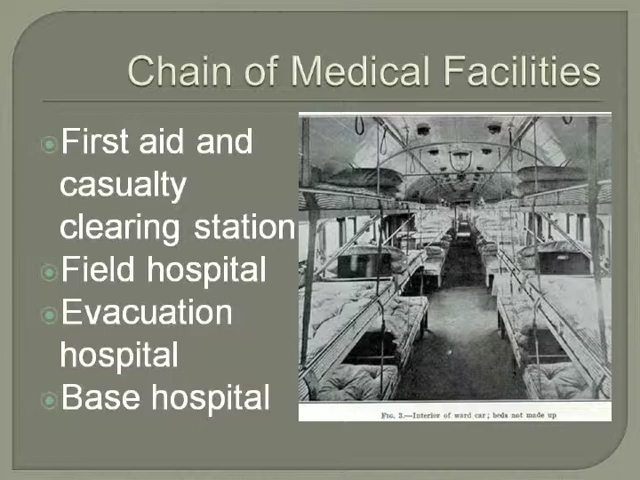 Chain of Medical Facilities
First aid and
casualty
clearing station
Field hospital
Evacuation
hospital
Base hospital
FIG. 3.—Interior of ward car; beds not made up